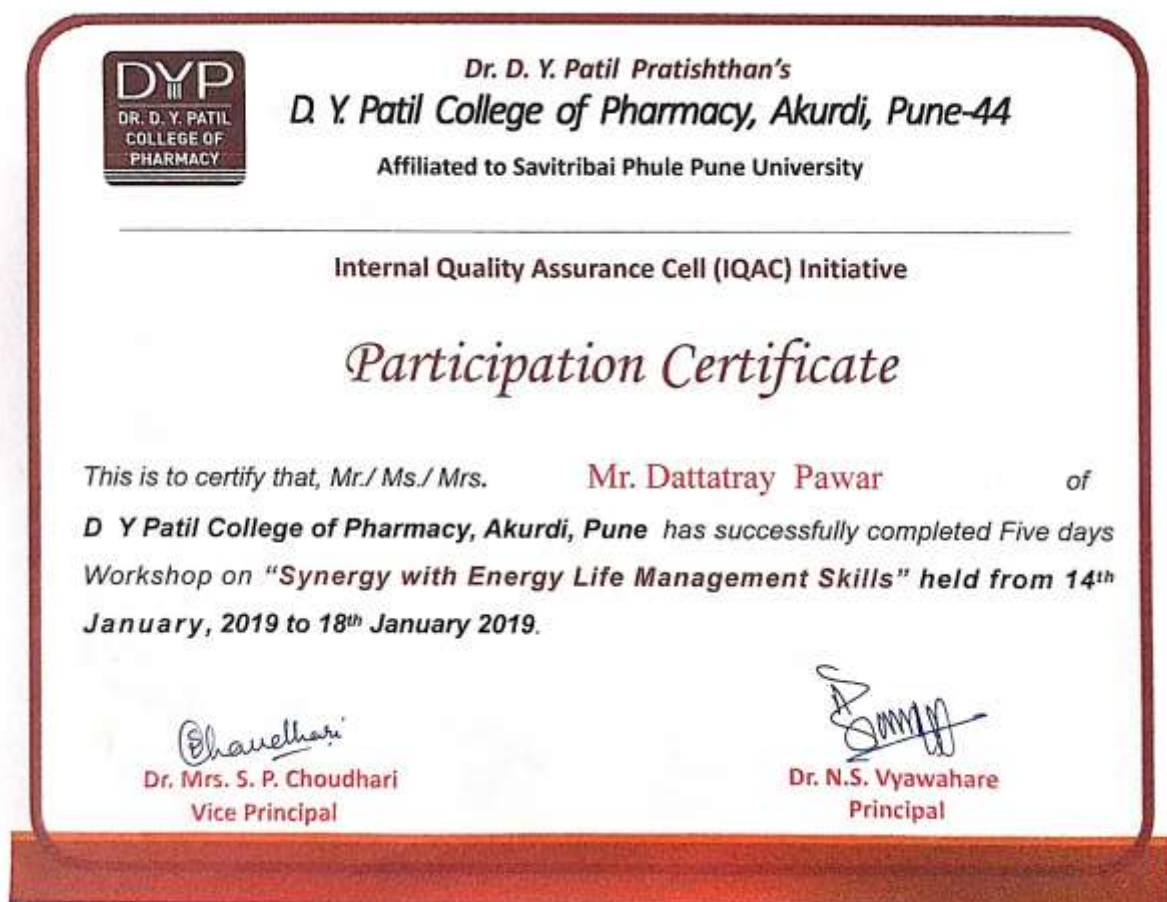 DYP
DR. D. Y. PATIL
COLLEGE OF
PHARMACY
Dr. D. Y. Patil Pratishthan's
D. Y. Patil College of Pharmacy, Akurdi, Pune-44
Affiliated to Savitribai Phule Pune University
Internal Quality Assurance Cell (IQAC) Initiative
Participation Certificate
This is to certify that, Mr./ Ms./ Mrs. Mr. Dattatray Pawar of
D Y Patil College of Pharmacy, Akurdi, Pune has successfully completed Five days
Workshop on “Synergy with Energy Life Management Skills” held from 14th
January, 2019 to 18th January 2019.
Chaudhari
Dr. Mrs. S. P. Choudhari
Vice Principal
Dr. N.S. Vyawahare
Principal